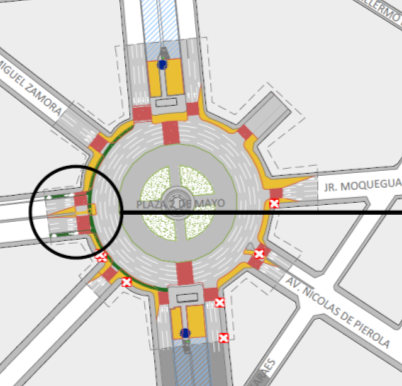 MIGUEL ZAMORA
PLAZA 2 DE MAYO
JR. MOQUEGUA
AV. NICOLAS DE PIEROLA